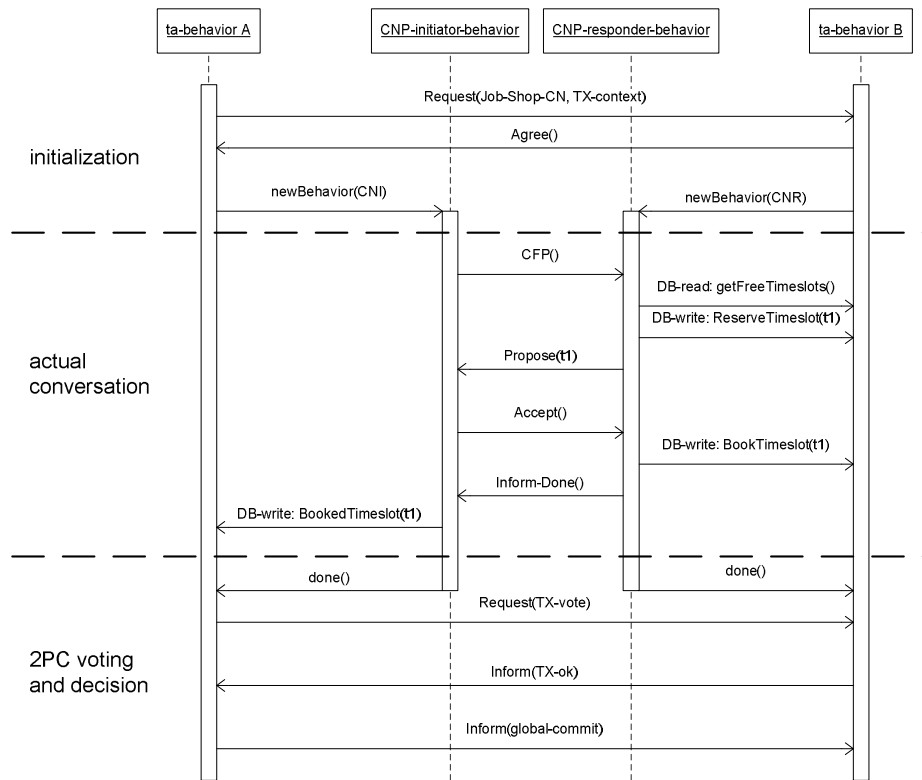 ta-behavior A
CNP-initiator-behavior
CNP-responder-behavior
ta-behavior B
Request(Job-Shop-CN, TX-context)
Agree()
initialization
newBehavior(CNI)
newBehavior(CNR)
CFP()
DB-read: getFreeTimeslots()
DB-write: ReserveTimeslot(t1)
Propose(t1)
actual
conversation
Accept()
DB-write: BookTimeslot(t1)
Inform-Done()
DB-write: BookedTimeslot(t1)
done()
done()
Request(TX-vote)
2PC voting
and decision
Inform(TX-ok)
Inform(global-commit)